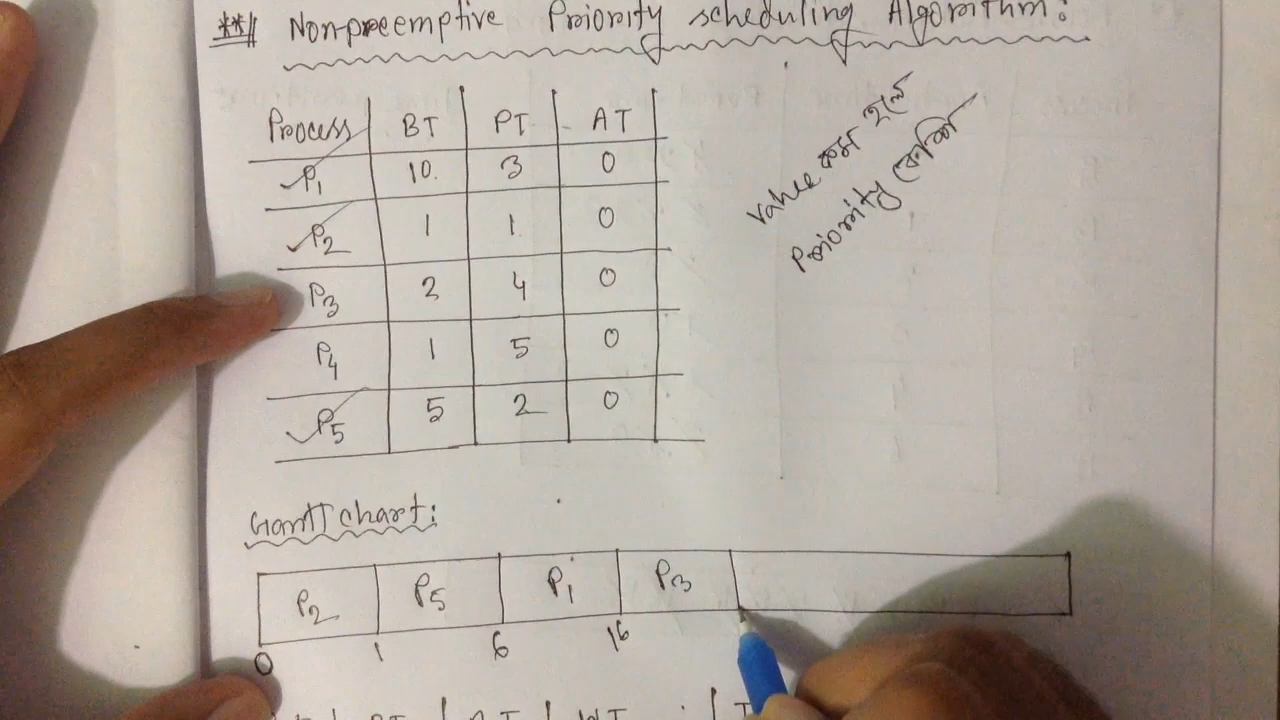 **// Non-preemptive Priority scheduling Algorithm:
Process BT PT AT
P1 10. 3 0
P2 1 1 0
P3 2 4 0
P4 1 5 0
P5 5 2 0
value কম হলে
Priority বেশি
Gantt chart:
P2 P5 P1 P3
0 1 6 16